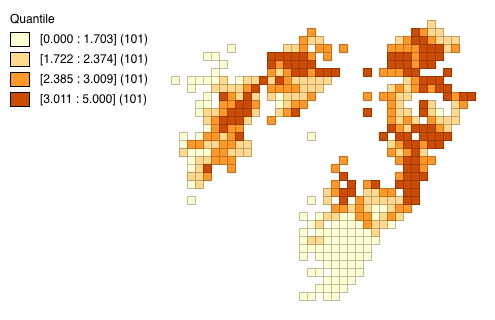 Quantile
[0.000 : 1.703] (101)
[1.722 : 2.374] (101)
[2.385 : 3.009] (101)
[3.011 : 5.000] (101)